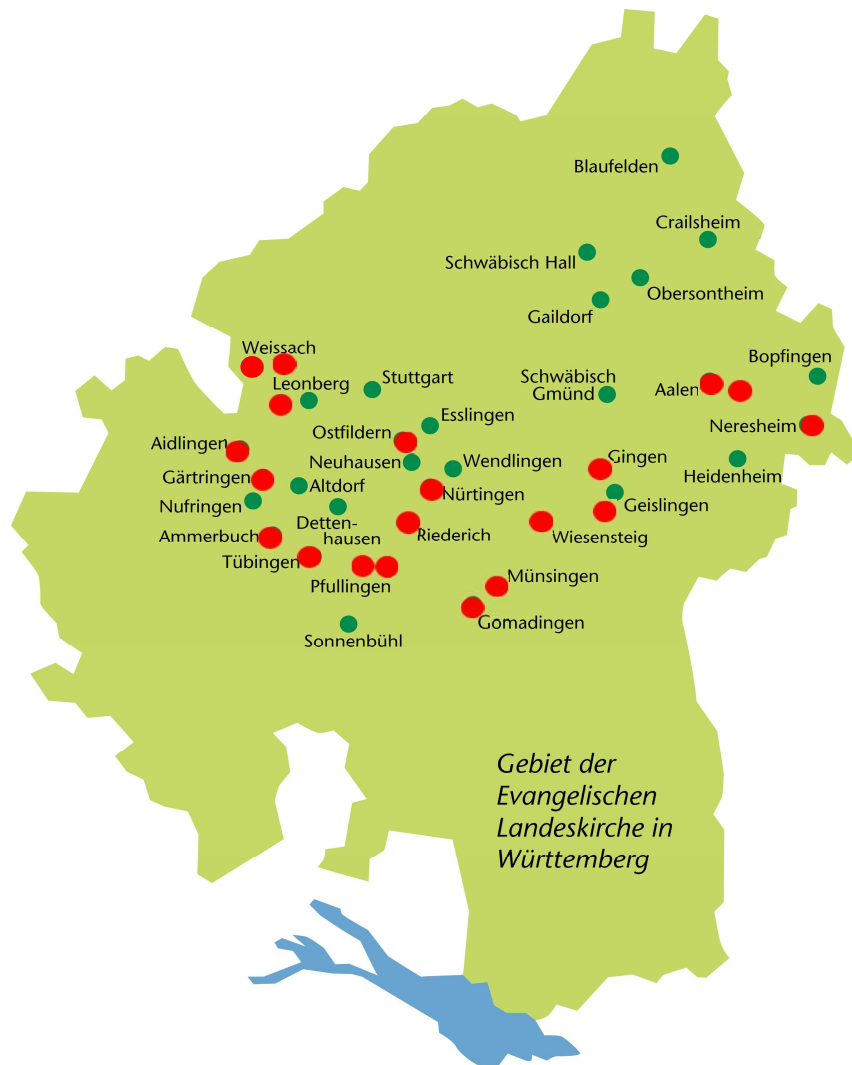 Blaufelden
Crailsheim
Schwäbisch Hall
Obersontheim
Gaildorf
Weissach
Bopfingen
Leonberg
Stuttgart
Schwäbisch
Gmünd
Aalen
Esslingen
Ostfildern
Neresheim
Aidlingen
Neuhausen
Wendlingen
Gingen
Heidenheim
Gärtringen
Altdorf
Nürtingen
Nufringen
Geislingen
Detten-
hausen
Ammerbuch
Riederich
Wiesensteig
Tübingen
Pfullingen
Münsingen
Gomadingen
Sonnenbühl
Gebiet der
Evangelischen
Landeskirche in
Württemberg